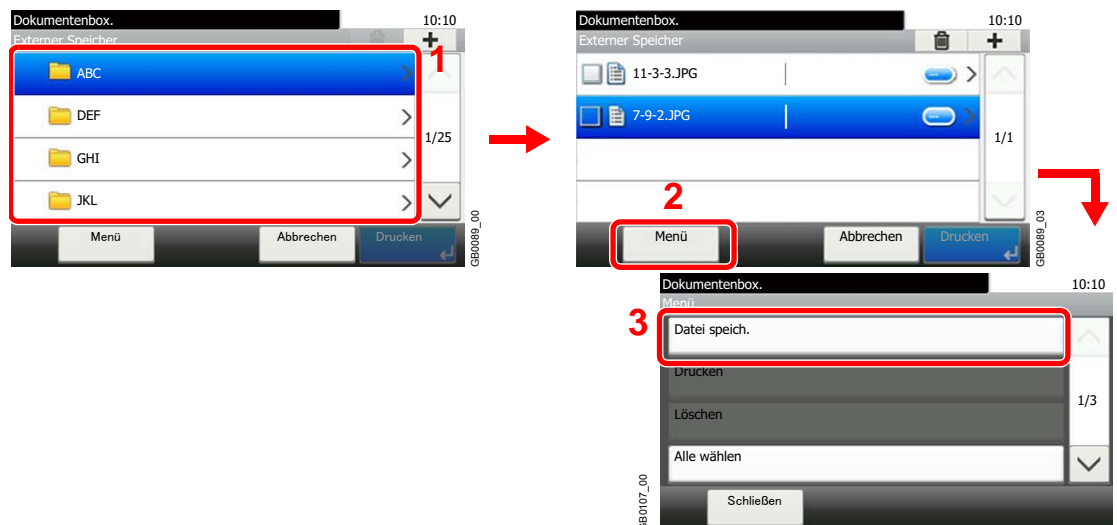 Dokumentenbox. 10:10
Externer Speicher
1
ABC
DEF
1/25
GHI
JKL
Menü Abbrechen Drucken
GB0089_00
Dokumentenbox. 10:10
Externer Speicher
11-3-3.JPG
7-9-2.JPG
1/1
2
Menü Abbrechen Drucken
GB0089_03
Dokumentenbox. 10:10
Menü
3
Datei speich.
Drucken
1/3
Löschen
Alle wählen
Schließen
GB0107_00